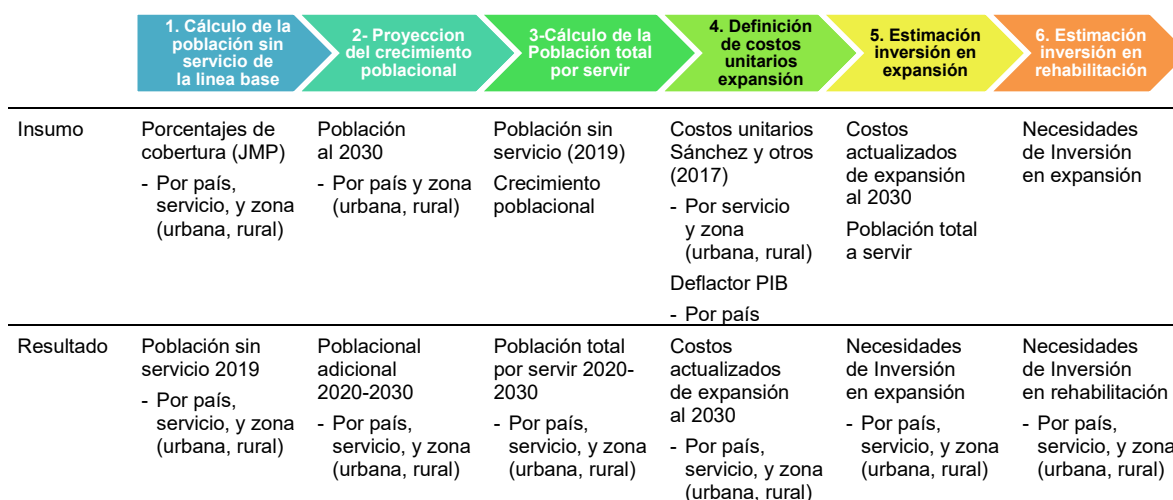 1. Cálculo de la
población sin
servicio de
la linea base
2- Proyeccion
del crecimiento
poblacional
3-Cálculo de la
Población total
por servir
4. Definición
de costos
unitarios
expansión
5. Estimación
inversión en
expansión
6. Estimación
inversión en
rehabilitación
Insumo
Porcentajes de
cobertura (JMP)
- Por país,
servicio, y zona
(urbana, rural)
Población
al 2030
- Por país y zona
(urbana, rural)
Población sin
servicio (2019)
Crecimiento
poblacional
Costos unitarios
Sánchez y otros
(2017)
- Por servicio
y zona
(urbana, rural)
Deflactor PIB
- Por país
Costos
actualizados
de expansión
al 2030
Población total
a servir
Necesidades
de Inversión
en expansión
Resultado
Población sin
servicio 2019
- Por país,
servicio, y zona
(urbana, rural)
Poblacional
adicional
2020-2030
- Por país,
servicio, y zona
(urbana, rural)
Población total
por servir 2020-
2030
- Por país,
servicio, y zona
(urbana, rural)
Costos
actualizados
de expansión
al 2030
- Por país,
servicio, y zona
(urbana, rural)
Necesidades
de Inversión
en expansión
- Por país,
servicio, y zona
(urbana, rural)
Necesidades
de Inversión
en rehabilitación
- Por país,
servicio, y zona
(urbana, rural)